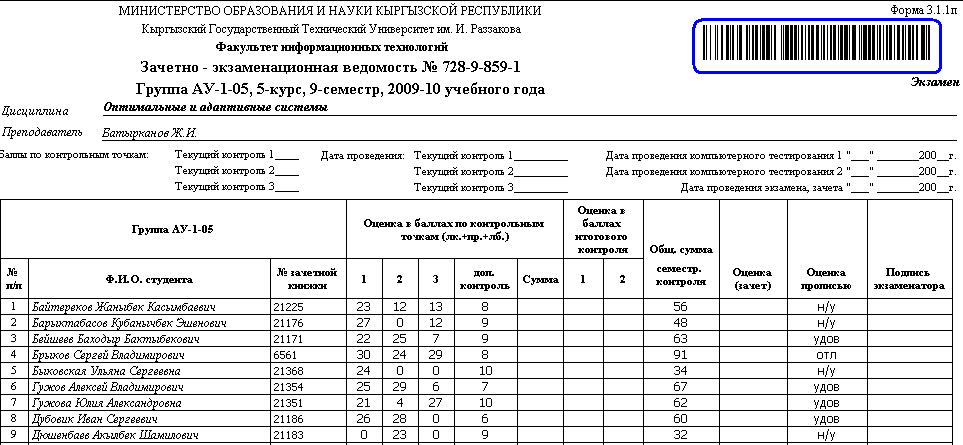 МИНИСТЕРСТВО ОБРАЗОВАНИЯ И НАУКИ КЫРГЫЗСКОЙ РЕСПУБЛИКИ Форма 3.1.1п
Кыргызский Государственный Технический Университет им. И. Раззакова
Факультет информационных технологий
Зачетно - экзаменационная ведомость № 728-9-859-1
Экзамен
Группа АУ-1-05, 5-курс, 9-семестр, 2009-10 учебного года
Дисциплина Оптимальные и адаптивные системы
Преподаватель Батырканов Ж.И.
Баллы по контрольным точкам: Текущий контроль 1____ Дата проведения: Текущий контроль 1_________ Дата проведения компьютерного тестирования 1 "___" _______200__г.
Текущий контроль 2____ Текущий контроль 2_________ Дата проведения компьютерного тестирования 2 "___" _______200__г.
Текущий контроль 3____ Текущий контроль 3_________ Дата проведения экзамена, зачета "___" _______200__г.
Группа АУ-1-05 Оценка в баллах по контрольным точкам (лк.+пр.+лб.) Оценка в баллах итогового контроля Общ. сумма семестр. контроля Оценка (зачет) Оценка прописью Подпись экзаменатора
№ п/п Ф.И.О. студента № зачетной книжки 1 2 3 доп. контроль Сумма 1 2
1 Байтереков Жаныбек Касымбаевич 21225 23 12 13 8 56 н/у
2 Барыктабасов Кубанычбек Эшенович 21176 27 0 12 9 48 н/у
3 Бейшеев Баходыр Бактыбекович 21171 22 25 7 9 63 удов
4 Брыков Сергей Владимирович 6561 30 24 29 8 91 отл
5 Быковская Ульяна Сергеевна 21368 24 0 0 10 34 н/у
6 Гужов Алексей Владимирович 21354 25 29 6 7 67 удов
7 Гужова Юлия Александровна 21351 21 4 27 10 62 удов
8 Дубовик Иван Сергеевич 21186 26 28 0 6 60 удов
9 Дюшенбаев Акылбек Шамилович 21183 0 23 0 9 32 н/у